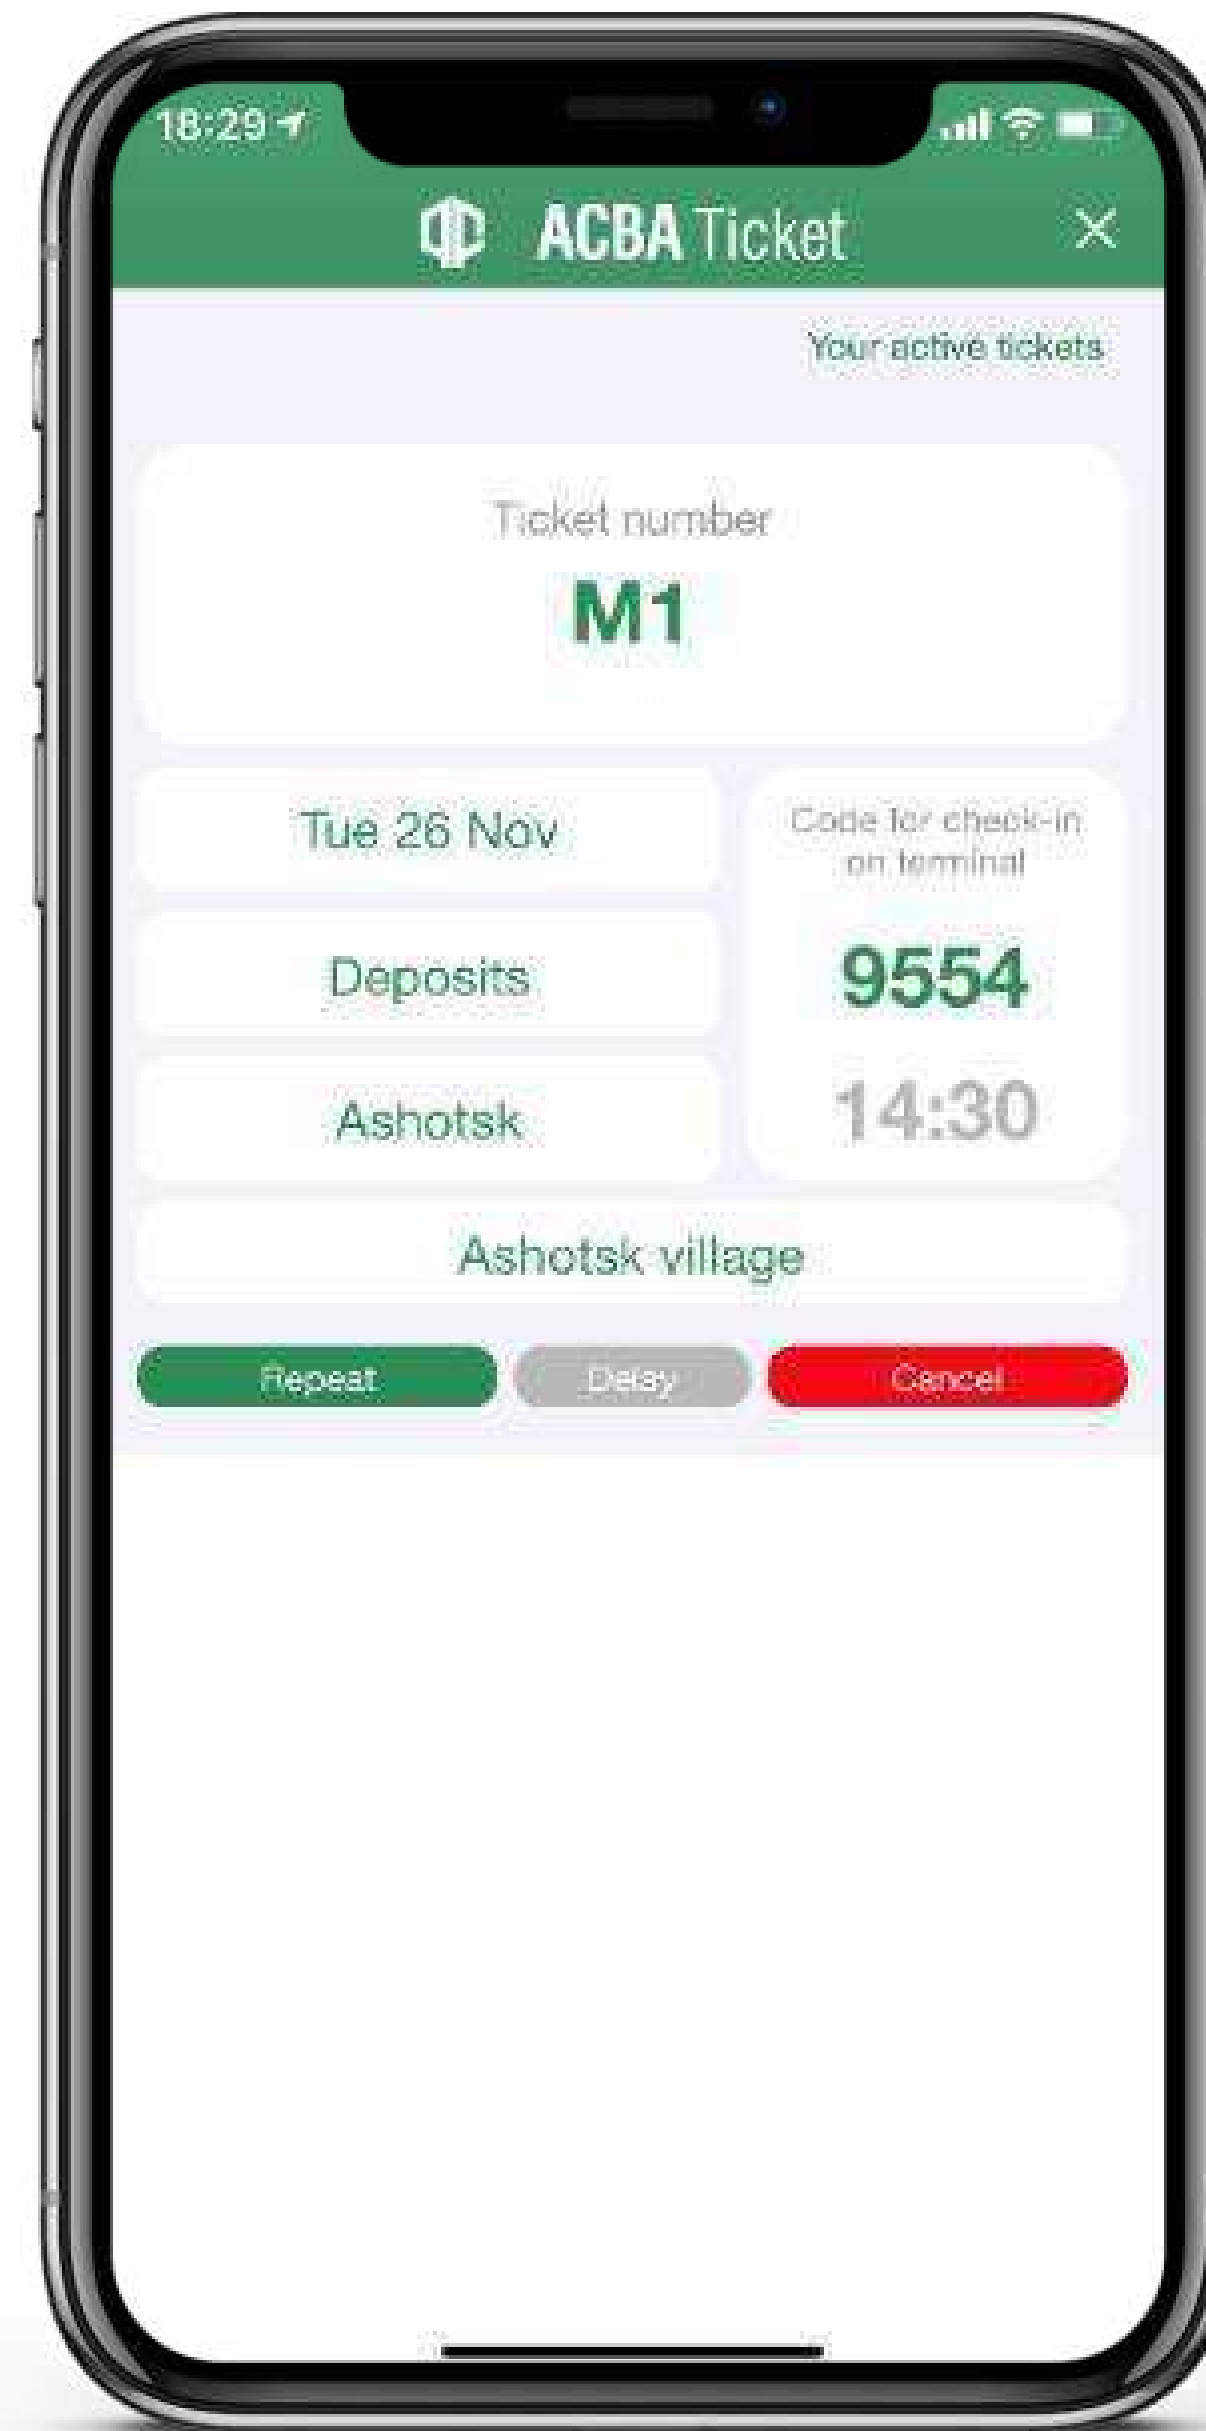 18:29
ACBA Ticket
Your active tickets
Ticket number
M1
Tue 26 Nov
Code for check-in
on terminal
Deposits
9554
Ashotsk
14:30
Ashotsk village
Repeat
Delay
Cancel